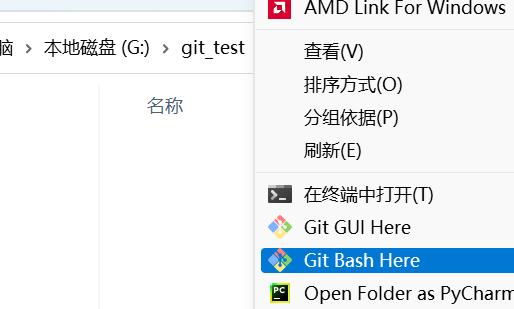 AMD Link For Windows
脑 > 本地磁盘 (G:) > git_test
查看(V)
名称
排序方式(O)
分组依据(P)
刷新(E)
在终端中打开(T)
Git GUI Here
Git Bash Here
PC
Open Folder as PyCharm